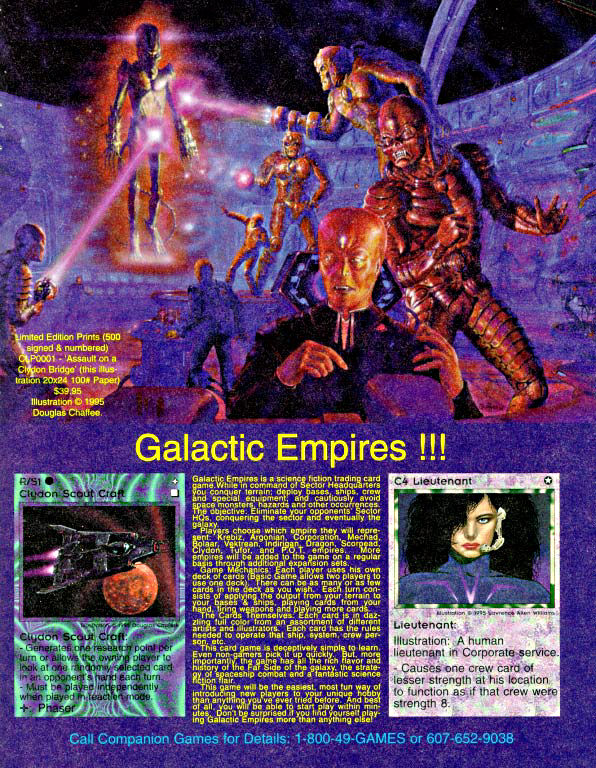 Limited Edition Prints (500
signed & numbered)
CLP0001 - 'Assault on a
Clydon Bridge' (this illus-
tration 20x24 100# Paper)
$39.95
Illustration © 1995
Douglas Chaffee.
Galactic Empires !!!
R/S1
Clydon Scout Craft
Clydon Scout Craft:
- Generates one research point per
turn or allows the owning player to
look at one randomly selected card
in an opponent's hand each turn.
- Must be played independently
when played in reaction mode.
: Phaser
Galactic Empires is a science fiction trading card
game.While in command of Sector Headquarters
you conquer terrain; deploy bases, ships, crew
and special equipment; and cautiously avoid
space monsters, hazards and other occurrences.
The objective: Eliminate your opponents' Sector
HQs, conquering the sector and eventually the
galaxy.
Players choose which empire they will repre-
sent: Krebiz, Argonian, Corporation, Mechad,
Bolaar, Vektrean, Indirigan, Dragon, Scorpead,
Clydon, Tufor, and P.O.T. empires. More
empires will be added to the game on a regular
basis through additional expansion sets.
Game Mechanics: Each player uses his own
deck of cards (Basic Game allows two players to
use one deck). There can be as many or as few
cards in the deck as you wish. Each turn con-
sists of applying the output from your terrain to
your bases & ships, playing cards from your
hand, firing weapons and playing more cards.
The Cards Themselves: Each card is in daz-
zling full color from an assortment of different
artists and illustrators. Each card has the rules
needed to operate that ship, system, crew per-
son, etc.
This card game is deceptively simple to learn.
Even non-gamers pick it up quickly. But, more
importantly, the game has all the rich flavor and
history of the Far Side of the galaxy, the strate-
gy of spaceship combat and a fantastic science
fiction flair.
This game will be the easiest, most fun way of
introducing new players to your unique hobby
than anything you've ever tried before. And best
of all, you will be able to start play within min-
utes. Don't be surprised if you find yourself play-
ing Galactic Empires more than anything else!
C4 Lieutenant
Illustration © 1995 Lawrence Allen Williams
Lieutenant:
Illustration: A human
lieutenant in Corporate service.
- Causes one crew card of
lesser strength at his location
to function as if that crew were
strength 8.
Call Companion Games for Details: 1-800-49-GAMES or 607-652-9038